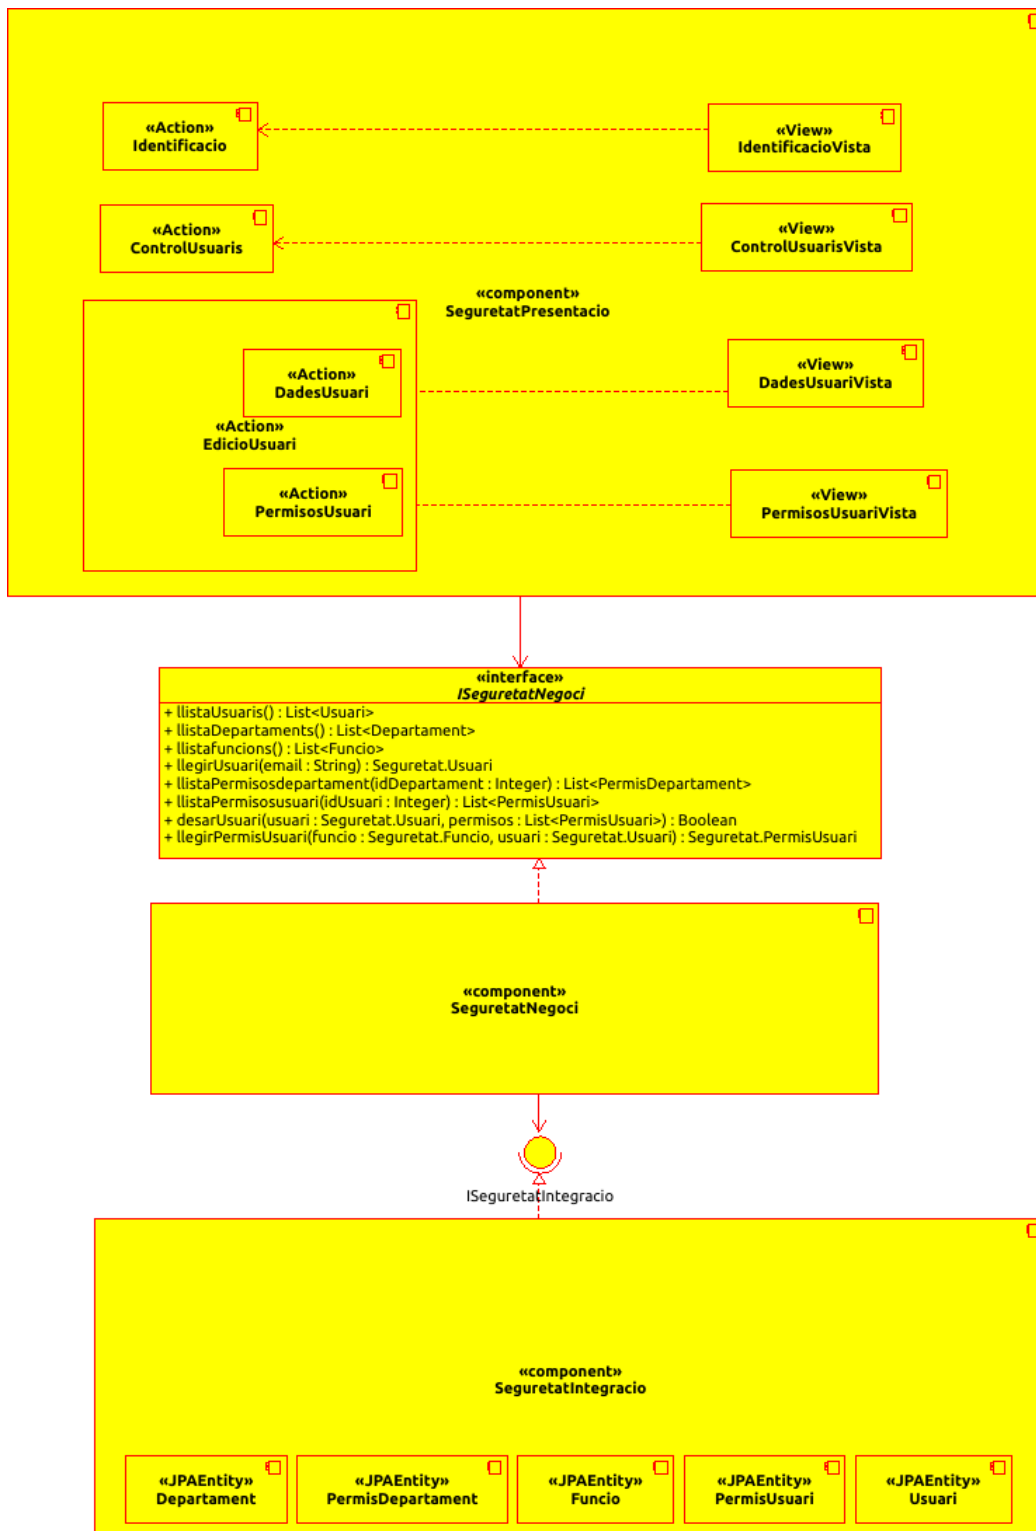 «Action»
Identificacio
«View»
IdentificacioVista
«Action»
ControlUsuaris
«View»
ControlUsuarisVista
«component»
SeguretatPresentacio
«Action»
DadesUsuari
«View»
DadesUsuariVista
«Action»
EdicioUsuari
«Action»
PermisosUsuari
«View»
PermisosUsuariVista
«interface»
ISeguretatNegoci
+ llistaUsuaris() : List<Usuari>
+ llistaDepartaments() : List<Departament>
+ llistafuncions() : List<Funcio>
+ llegirUsuari(email : String) : Seguretat.Usuari
+ llistaPermisosdepartament(idDepartament : Integer) : List<PermisDepartament>
+ llistaPermisosusuari(idUsuari : Integer) : List<PermisUsuari>
+ desarUsuari(usuari : Seguretat.Usuari, permisos : List<PermisUsuari>) : Boolean
+ llegirPermisUsuari(funcio : Seguretat.Funcio, usuari : Seguretat.Usuari) : Seguretat.PermisUsuari
«component»
SeguretatNegoci
ISeguretatIntegracio
«component»
SeguretatIntegracio
«JPAEntity»
Departament
«JPAEntity»
PermisDepartament
«JPAEntity»
Funcio
«JPAEntity»
PermisUsuari
«JPAEntity»
Usuari